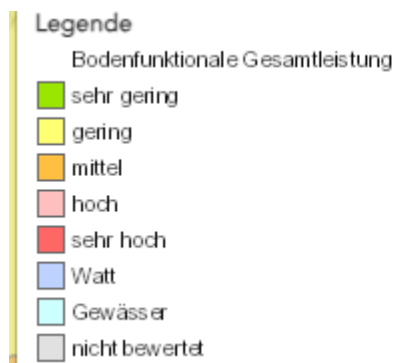 Legende
Bodenfunktionale Gesamtleistung
sehr gering
gering
mittel
hoch
sehr hoch
Watt
Gewässer
nicht bewertet